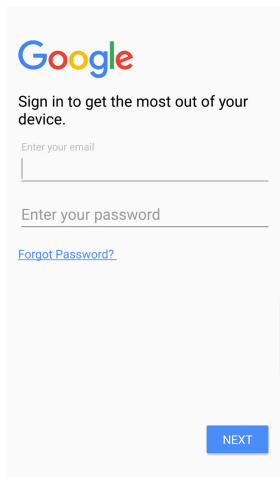 Google
Sign in to get the most out of your
device.
Enter your email
Enter your password
Forgot Password?
NEXT